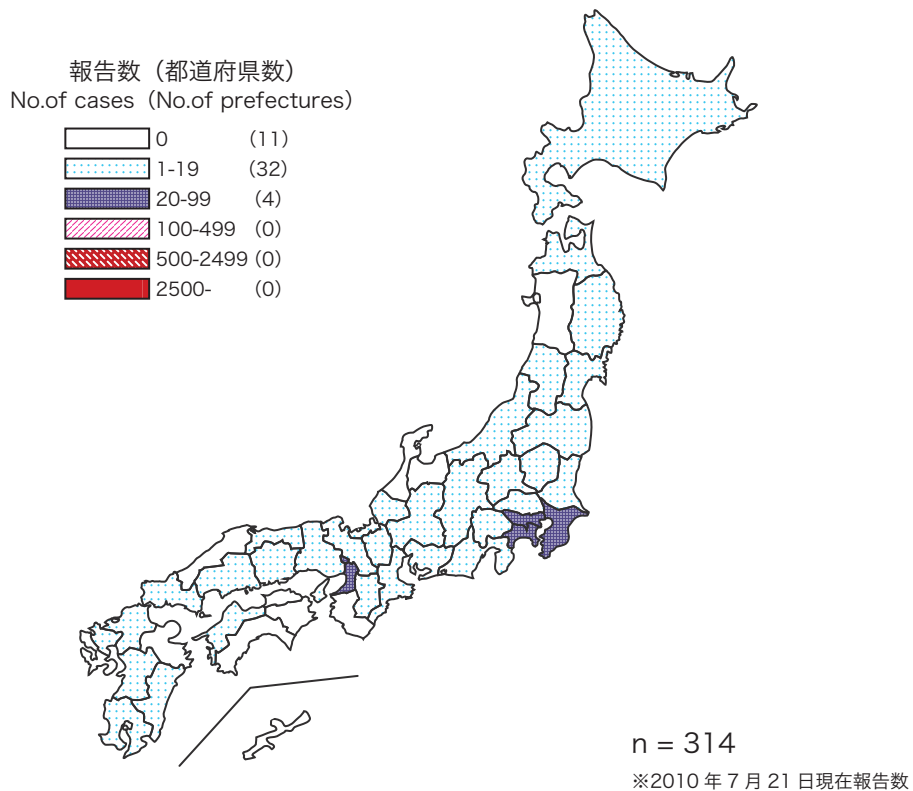 報告数（都道府県数）
No.of cases（No.of prefectures）
0 （11）
1-19 （32）
20-99 （4）
100-499 （0）
500-2499（0）
2500- （0）
n = 314
※2010 年 7 月 21 日現在報告数